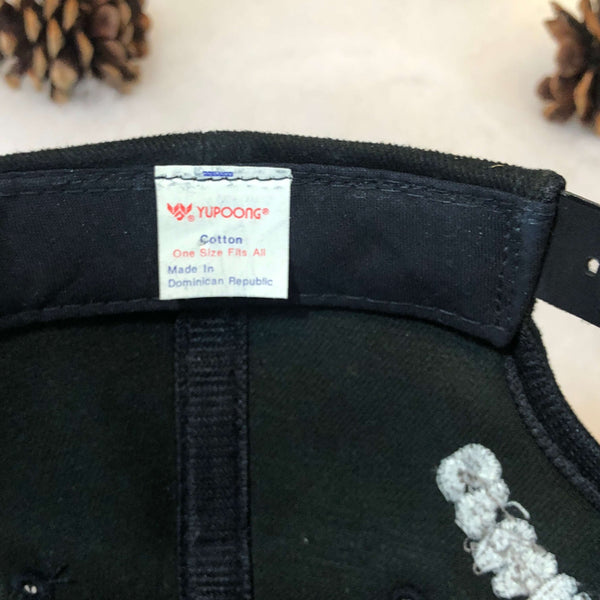 YUPOONG®
Cotton
One Size Fits All
Made In
Dominican Republic